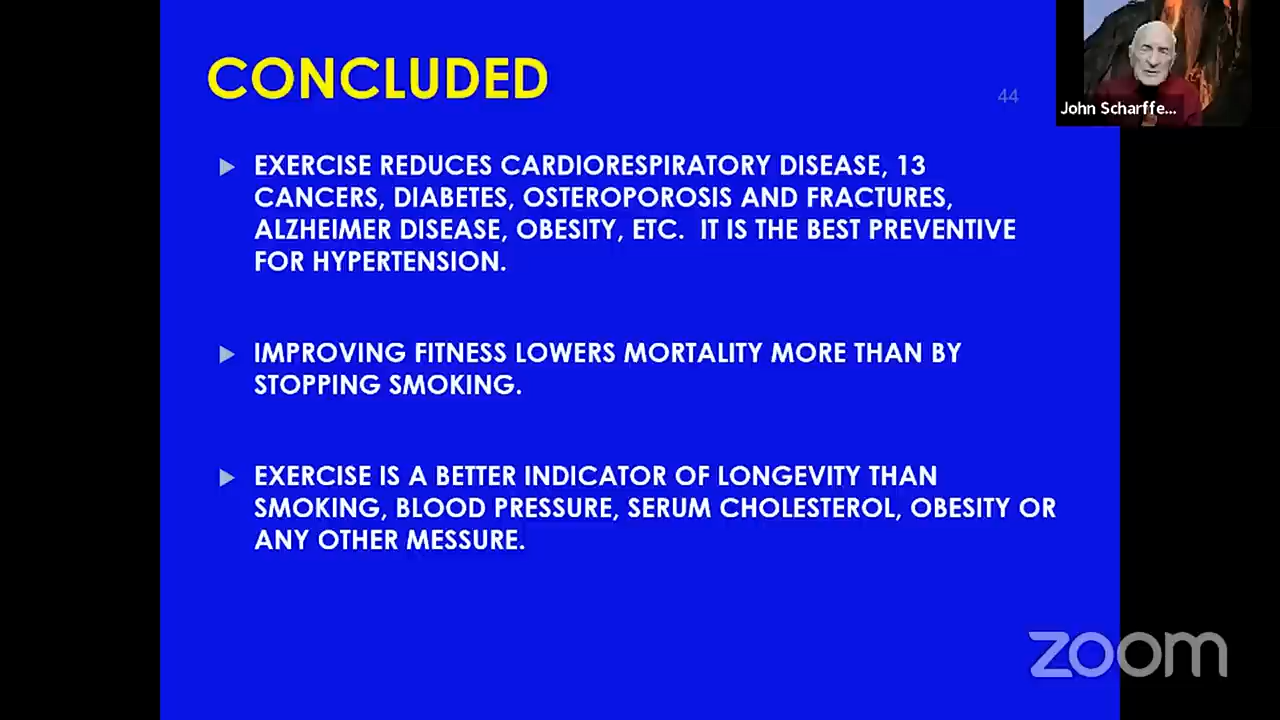 CONCLUDED
44
John Scharffe...
EXERCISE REDUCES CARDIORESPIRATORY DISEASE, 13
CANCERS, DIABETES, OSTEROPOROSIS AND FRACTURES,
ALZHEIMER DISEASE, OBESITY, ETC.  IT IS THE BEST PREVENTIVE
FOR HYPERTENSION.
IMPROVING FITNESS LOWERS MORTALITY MORE THAN BY
STOPPING SMOKING.
EXERCISE IS A BETTER INDICATOR OF LONGEVITY THAN
SMOKING, BLOOD PRESSURE, SERUM CHOLESTEROL, OBESITY OR
ANY OTHER MESSURE.
zoom